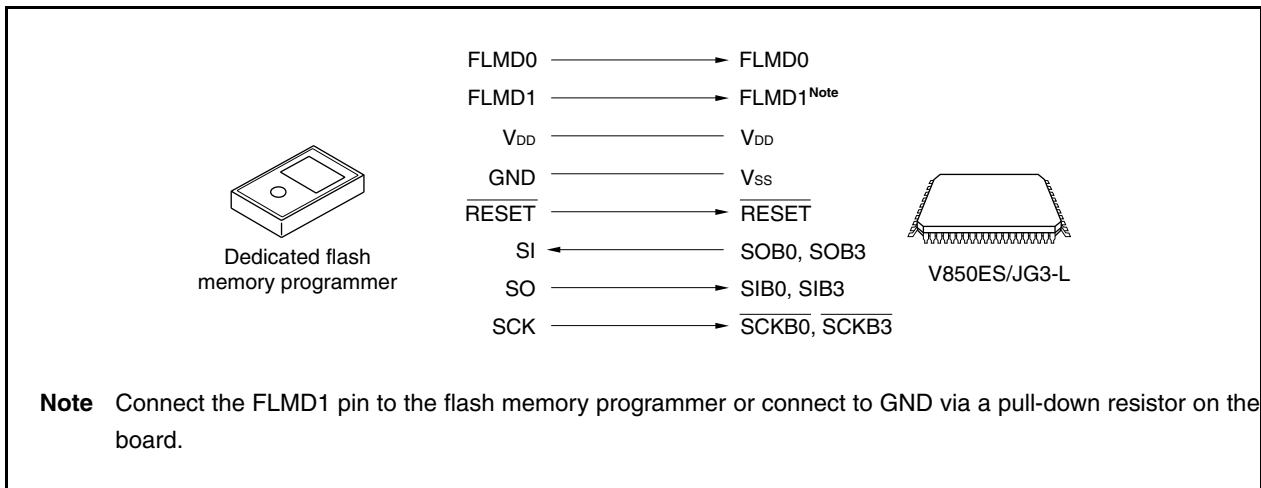 FLMD0 FLMD0
FLMD1 FLMD1Note
VDD VDD
GND VSS
RESET RESET
SI SOB0, SOB3
SO SIB0, SIB3
SCK SCKB0, SCKB3
Dedicated flash
memory programmer
V850ES/JG3-L
Note Connect the FLMD1 pin to the flash memory programmer or connect to GND via a pull-down resistor on the
board.